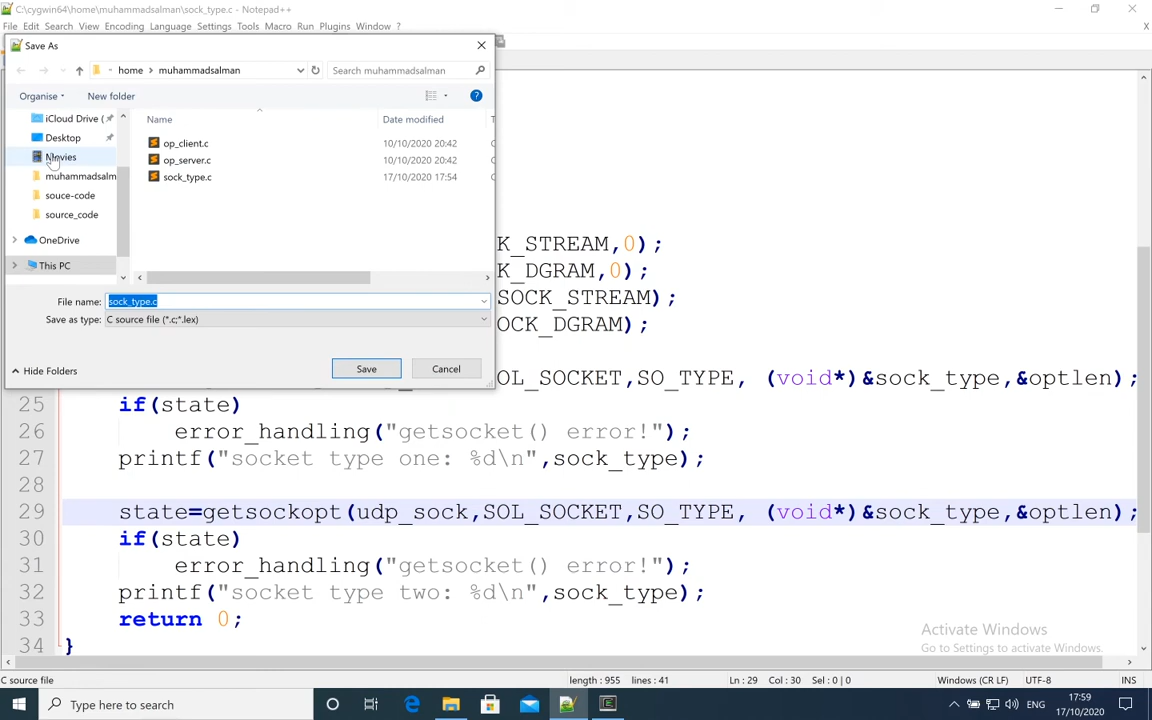 C:\cygwin64\home\muhammadsalman\sock_type.c - Notepad++
File Edit Search View Encoding Language Settings Tools Macro Run Plugins Window ?
X
Save As
home > muhammadsalman
Search muhammadsalman
Organise
New folder
?
Name
Date modified
iCloud Drive (
Desktop
Movies
muhammadsalm
souce-code
source_code
OneDrive
This PC
op_client.c 10/10/2020 20:42
op_server.c 10/10/2020 20:42
sock_type.c 17/10/2020 17:54
File name: sock_type.c
Save as type: C source file (*.c;*.lex)
Hide Folders
Save
Cancel
K_STREAM,0);
K_DGRAM,0);
SOCK_STREAM);
OCK_DGRAM);
OL_SOCKET,SO_TYPE, (void*)&sock_type,&optlen);
25 if(state)
26 error_handling("getsocket() error!");
27 printf("socket type one: %d\n",sock_type);
28
29 state=getsockopt(udp_sock,SOL_SOCKET,SO_TYPE, (void*)&sock_type,&optlen);
30 if(state)
31 error_handling("getsocket() error!");
32 printf("socket type two: %d\n",sock_type);
33 return 0;
34 }
Activate Windows
Go to Settings to activate Windows.
C source file
length : 955 lines : 41
Ln : 29 Col : 30 Sel : 0 | 0
Windows (CR LF)
UTF-8
INS
Type here to search
ENG
17:59
17/10/2020